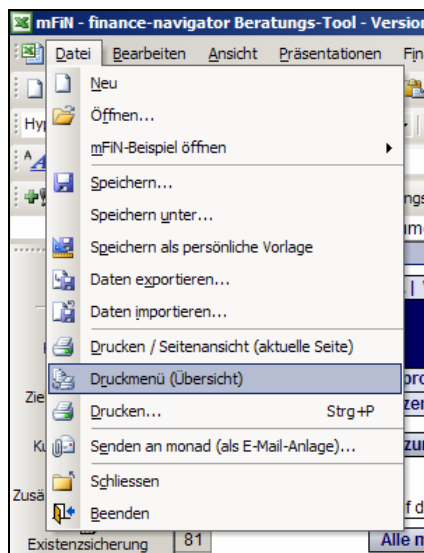 mFiN - finance-navigator Beratungs-Tool - Version
Datei Bearbeiten Ansicht Präsentationen
Neu
Öffnen...
mFiN-Beispiel öffnen
Speichern...
Speichern unter...
Speichern als persönliche Vorlage
Daten exportieren...
Daten importieren...
Drucken / Seitenansicht (aktuelle Seite)
Druckmenü (Übersicht)
Drucken... Strg+P
Senden an monad (als E-Mail-Anlage)...
Schliessen
Beenden
Existenzsicherung 81 Alle